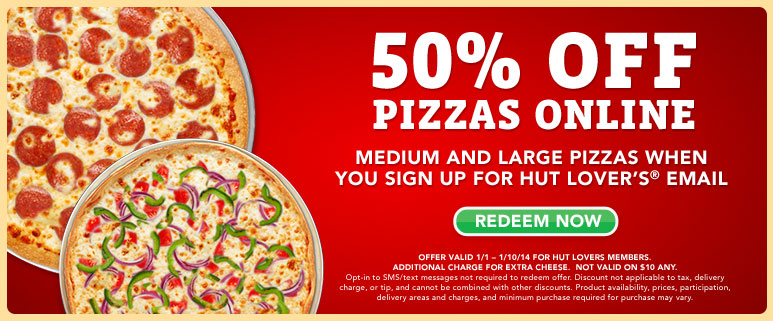 50% OFF
PIZZAS ONLINE
MEDIUM AND LARGE PIZZAS WHEN
YOU SIGN UP FOR HUT LOVER'S® EMAIL
REDEEM NOW
OFFER VALID 1/1 – 1/10/14 FOR HUT LOVERS MEMBERS.
ADDITIONAL CHARGE FOR EXTRA CHEESE. NOT VALID ON $10 ANY.
Opt-in to SMS/text messages not required to redeem offer. Discount not applicable to tax, delivery
charge, or tip, and cannot be combined with other discounts. Product availability, prices, participation,
delivery areas and charges, and minimum purchase required for purchase may vary.